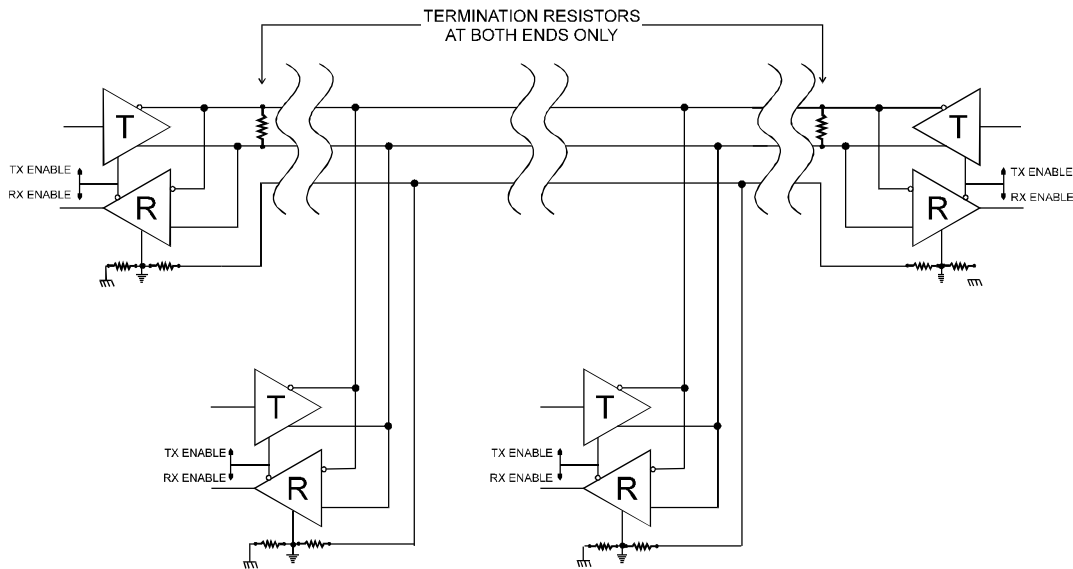 TERMINATION RESISTORS
AT BOTH ENDS ONLY
T
T
TX ENABLE
RX ENABLE
TX ENABLE
RX ENABLE
R
R
T
T
TX ENABLE
RX ENABLE
TX ENABLE
RX ENABLE
R
R